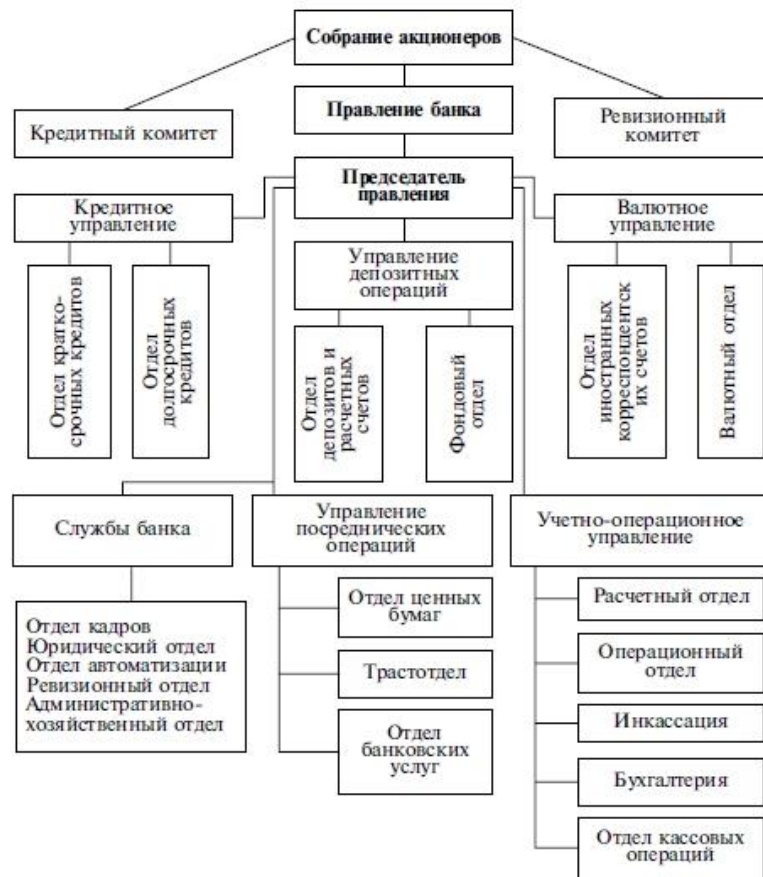 Собрание акционеров
Правление банка
Кредитный комитет
Ревизионный
комитет
Председатель
правления
Кредитное
управление
Валютное
управление
Управление
депозитных
операций
Отдел кратко-
срочных кредитов
Отдел
долгосрочных
кредитов
Отдел
депозитов и
расчетных
счетов
Фондовый
отдел
Отдел
иностранных
корреспондентск
их счетов
Валютный отдел
Службы банка
Управление
посреднических
операций
Учетно-операционное
управление
Отдел кадров
Юридический отдел
Отдел автоматизации
Ревизионный отдел
Административно-
хозяйственный отдел
Отдел ценных
бумаг
Трастотдел
Отдел
банковских
услуг
Расчетный отдел
Операционный
отдел
Инкассация
Бухгалтерия
Отдел кассовых
операций